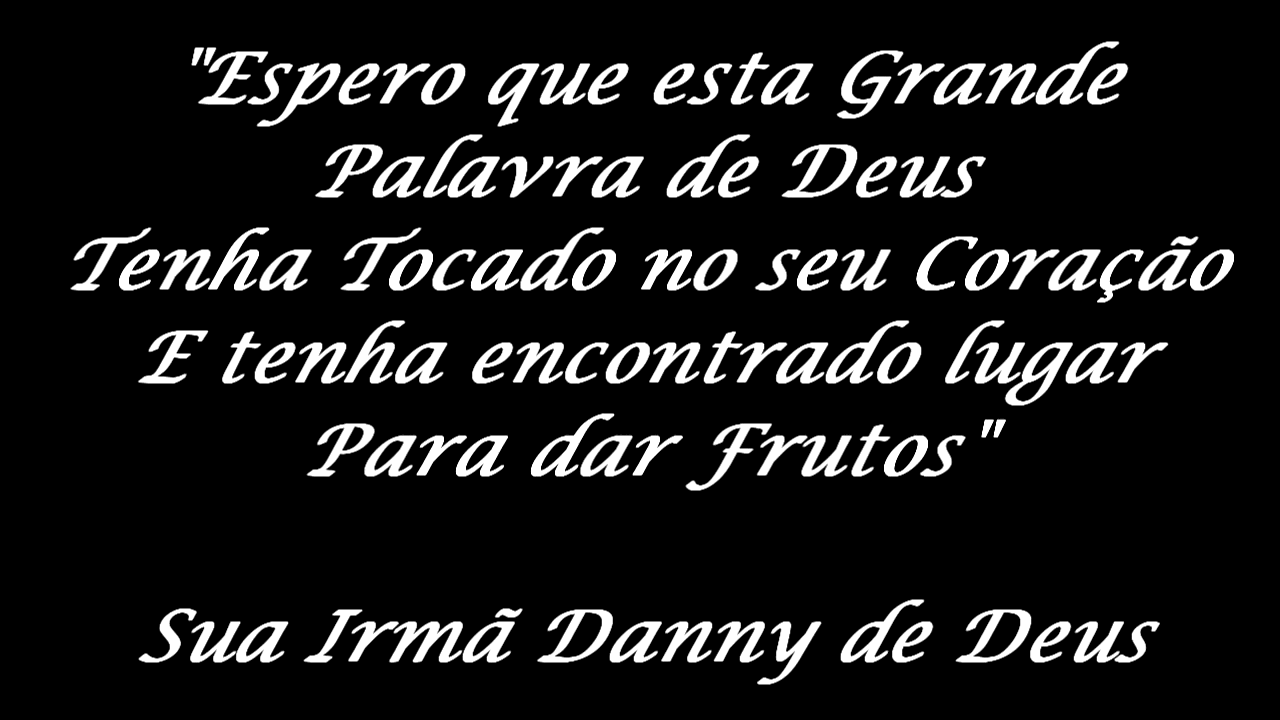 "Espero que esta Grande
Palavra de Deus
Tenha Tocado no seu Coração
E tenha encontrado lugar
Para dar Frutos"
Sua Irmã Danny de Deus